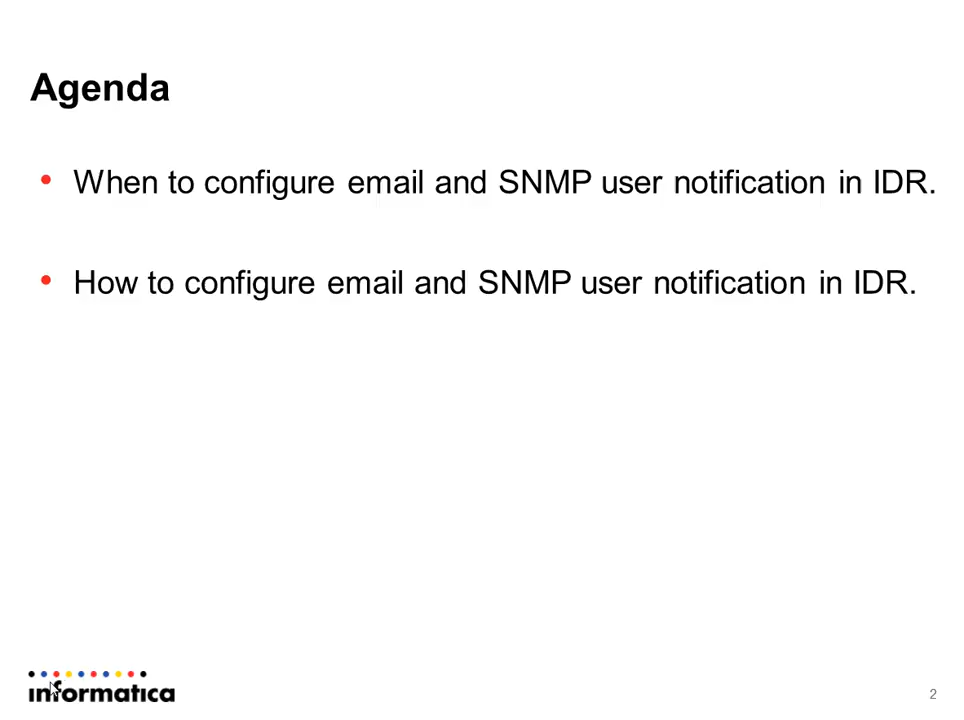 Agenda
• When to configure email and SNMP user notification in IDR.
• How to configure email and SNMP user notification in IDR.
informatica
2